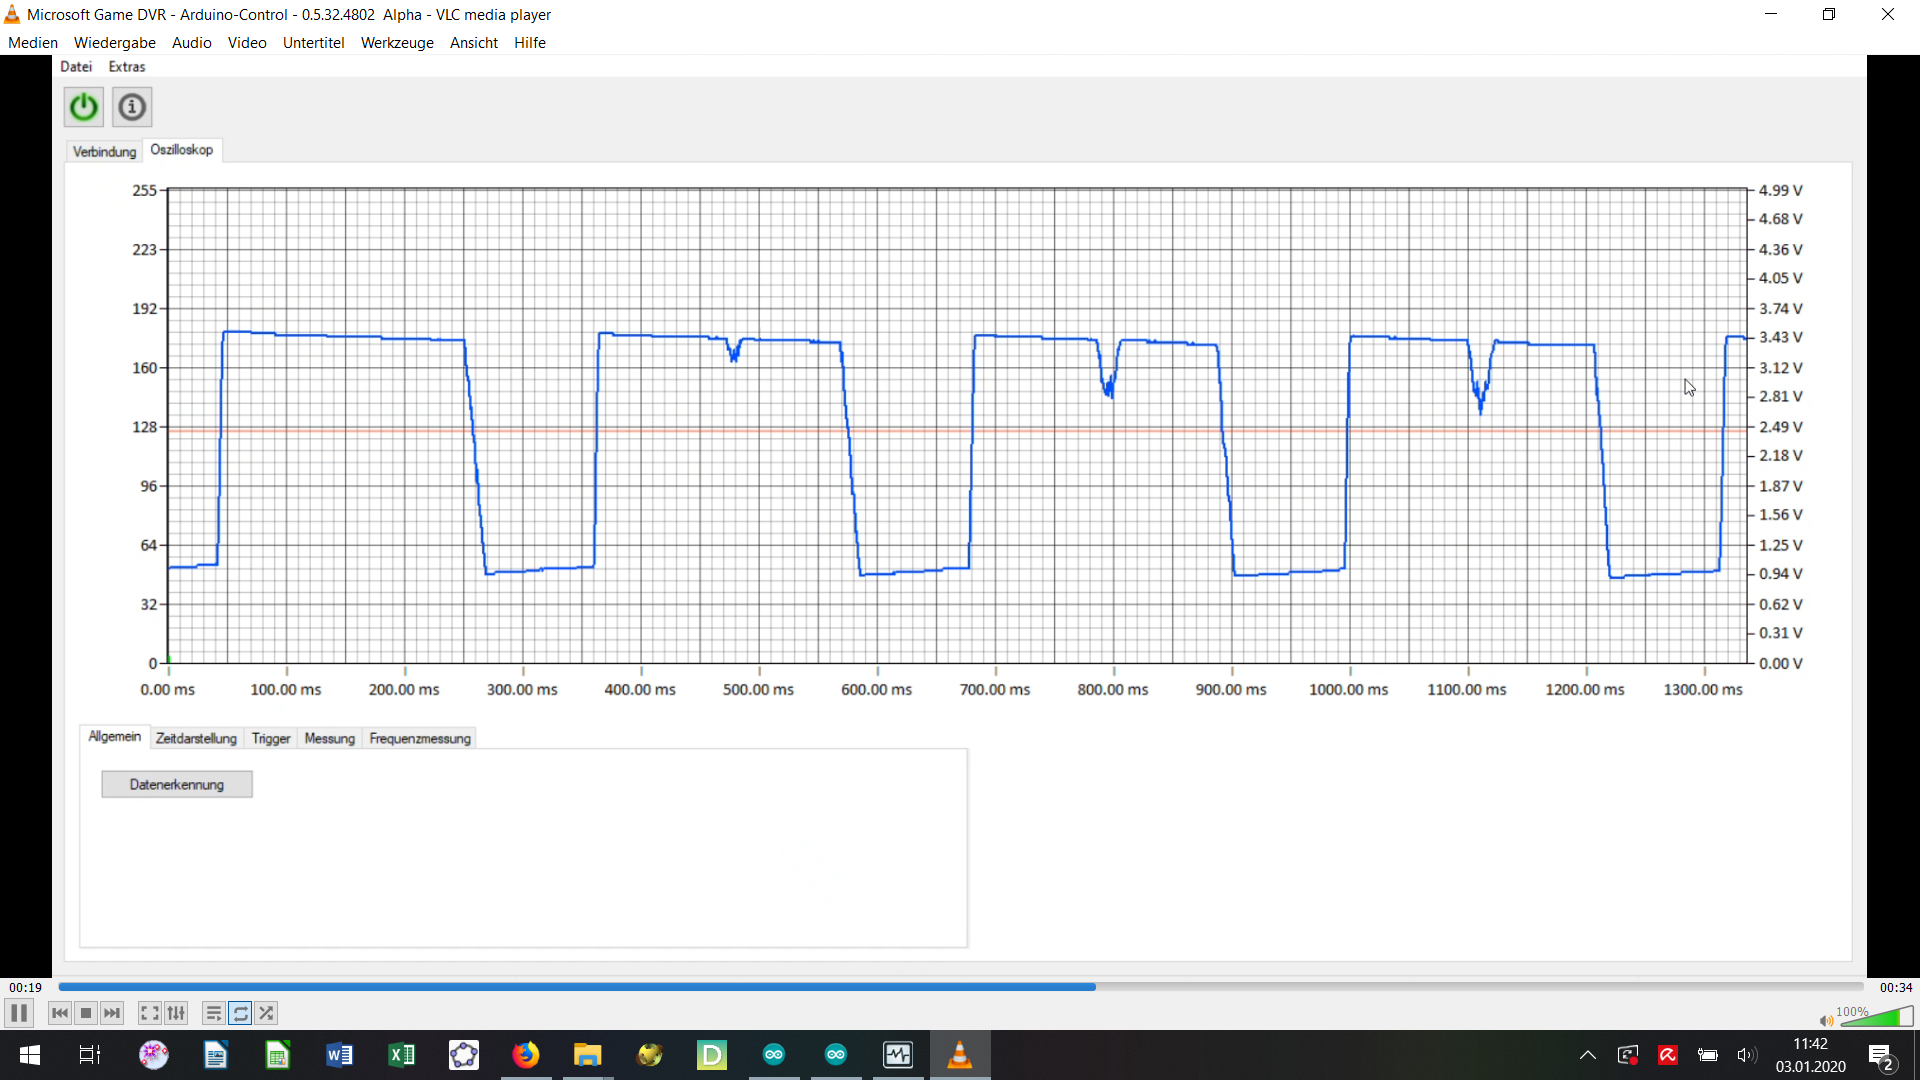 Microsoft Game DVR - Arduino-Control - 0.5.32.4802  Alpha - VLC media player
Medien Wiedergabe Audio Video Untertitel Werkzeuge Ansicht Hilfe
Datei Extras
Verbindung Oszilloskop
255 4.99 V
4.68 V
223 4.36 V
4.05 V
192 3.74 V
3.43 V
160 3.12 V
2.81 V
128 2.49 V
2.18 V
96 1.87 V
1.56 V
64 1.25 V
0.94 V
32 0.62 V
0.31 V
0 0.00 V
0.00 ms 100.00 ms 200.00 ms 300.00 ms 400.00 ms 500.00 ms 600.00 ms 700.00 ms 800.00 ms 900.00 ms 1000.00 ms 1100.00 ms 1200.00 ms 1300.00 ms
Allgemein Zeitdarstellung Trigger Messung Frequenzmessung
Datenerkennung
00:19 00:34
100%
W X D 11:42
03.01.2020 2